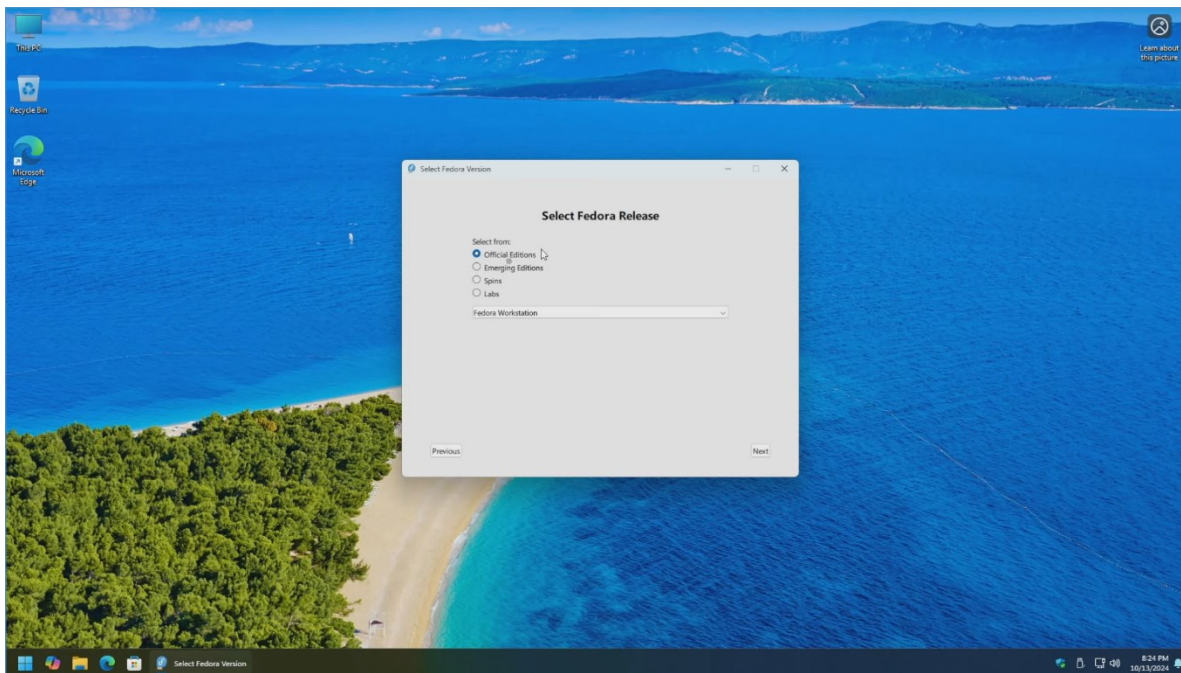 This PC
Learn about
this picture
Recycle Bin
Microsoft
Edge
Select Fedora Version
Select Fedora Release
Select from:
Official Editions
Emerging Editions
Spins
Labs
Fedora Workstation
Previous
Next
Select Fedora Version
8:24 PM
10/13/2024